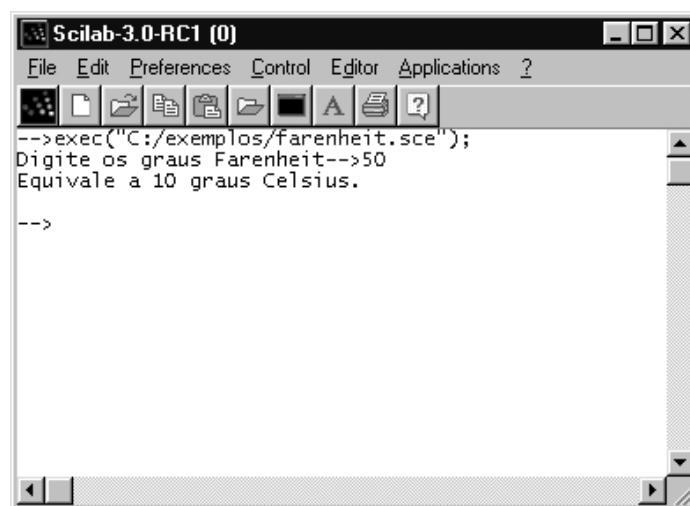 Scilab-3.0-RC1 (0)
File Edit Preferences Control Editor Applications ?
-->exec("C:/exemplos/farenheit.sce");
Digite os graus Farenheit-->50
Equivale a 10 graus Celsius.
-->